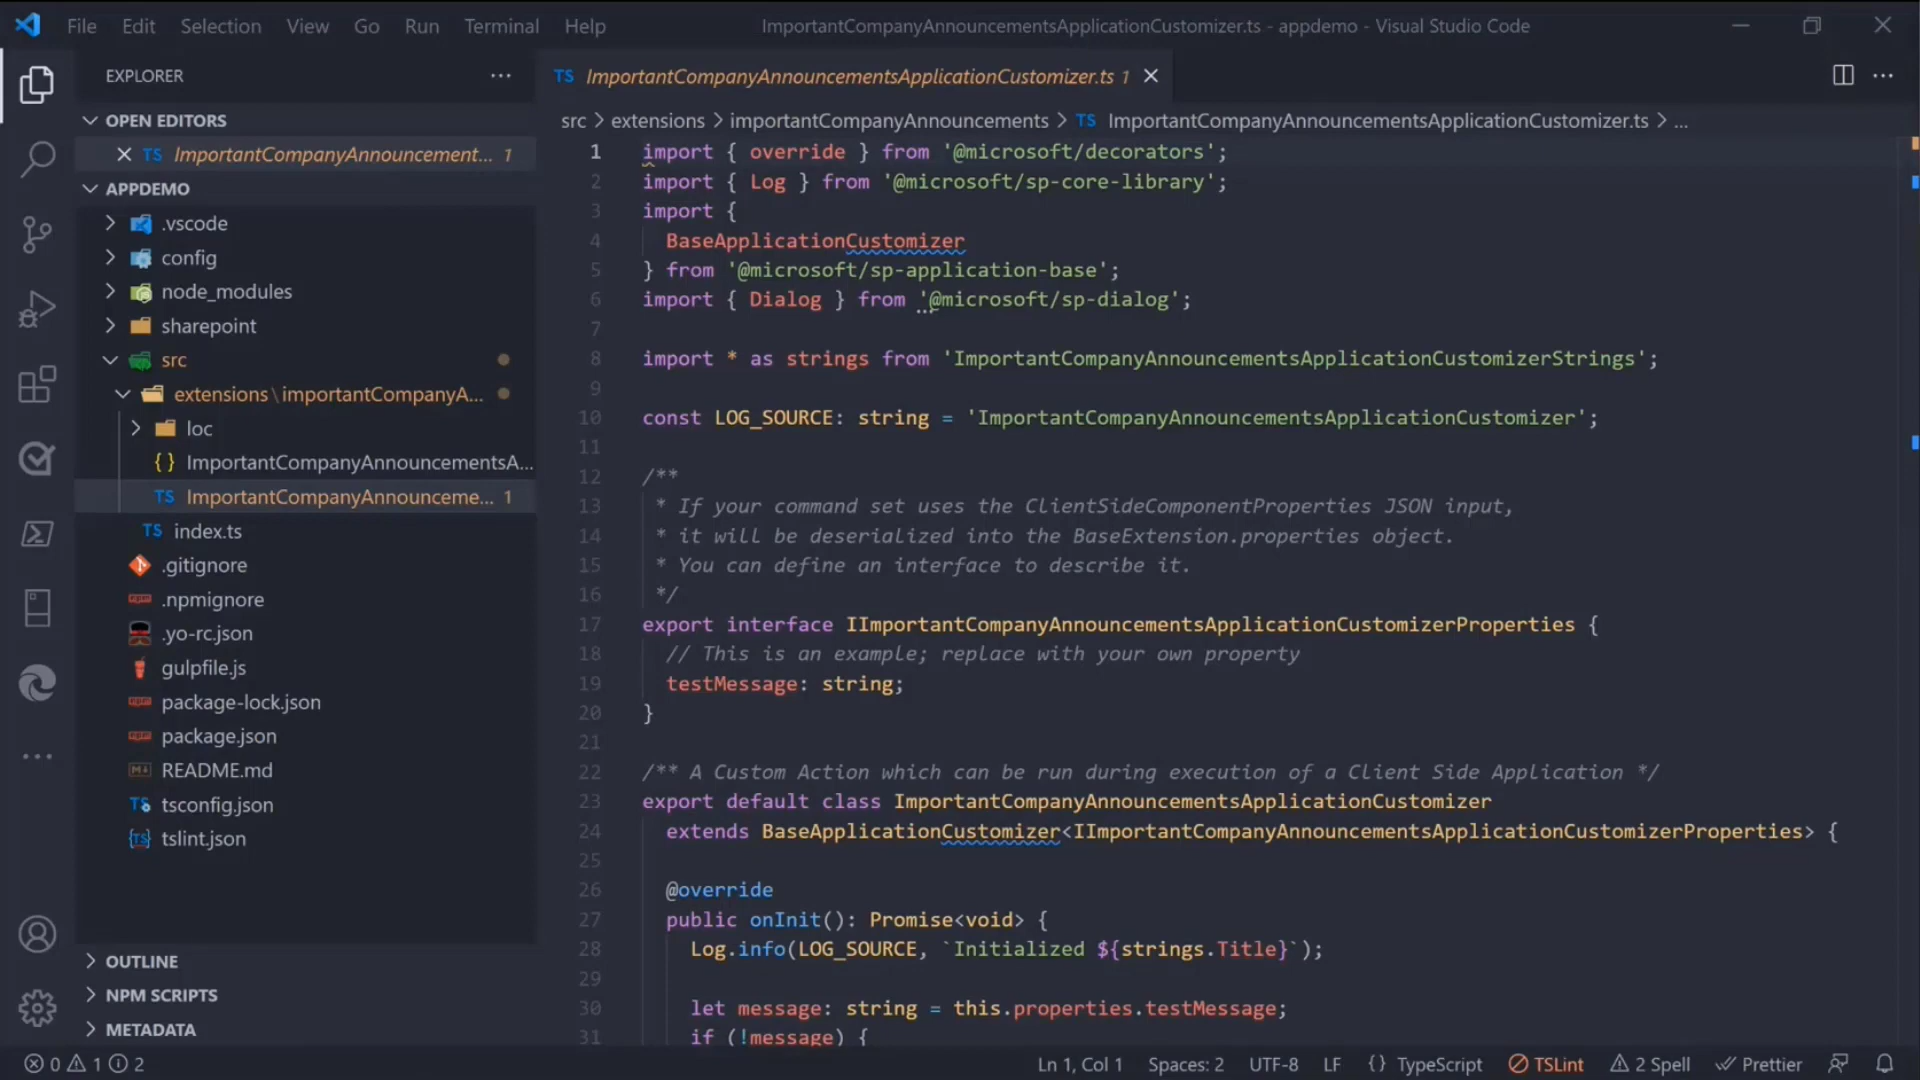 File Edit Selection View Go Run Terminal Help
ImportantCompanyAnnouncementsApplicationCustomizer.ts - appdemo - Visual Studio Code
EXPLORER
OPEN EDITORS
TS ImportantCompanyAnnouncement... 1
APPDEMO
.vscode
config
node_modules
sharepoint
src
extensions\importantCompanyA...
loc
{} ImportantCompanyAnnouncementsA...
TS ImportantCompanyAnnounceme... 1
TS index.ts
.gitignore
.npmignore
.yo-rc.json
gulpfile.js
package-lock.json
package.json
README.md
tsconfig.json
tslint.json
OUTLINE
NPM SCRIPTS
METADATA
TS ImportantCompanyAnnouncementsApplicationCustomizer.ts 1
src > extensions > importantCompanyAnnouncements > TS ImportantCompanyAnnouncementsApplicationCustomizer.ts > ...
1 import { override } from '@microsoft/decorators';
2 import { Log } from '@microsoft/sp-core-library';
3 import {
4 BaseApplicationCustomizer
5 } from '@microsoft/sp-application-base';
6 import { Dialog } from '@microsoft/sp-dialog';
7
8 import * as strings from 'ImportantCompanyAnnouncementsApplicationCustomizerStrings';
9
10 const LOG_SOURCE: string = 'ImportantCompanyAnnouncementsApplicationCustomizer';
11
12 /**
13 * If your command set uses the ClientSideComponentProperties JSON input,
14 * it will be deserialized into the BaseExtension.properties object.
15 * You can define an interface to describe it.
16 */
17 export interface IImportantCompanyAnnouncementsApplicationCustomizerProperties {
18 // This is an example; replace with your own property
19 testMessage: string;
20 }
21
22 /** A Custom Action which can be run during execution of a Client Side Application */
23 export default class ImportantCompanyAnnouncementsApplicationCustomizer
24 extends BaseApplicationCustomizer<IImportantCompanyAnnouncementsApplicationCustomizerProperties> {
25
26 @override
27 public onInit(): Promise<void> {
28 Log.info(LOG_SOURCE, `Initialized ${strings.Title}`);
29
30 let message: string = this.properties.testMessage;
31 if (!message) {
0 1 2
Ln 1, Col 1 Spaces: 2 UTF-8 LF {} TypeScript TSLint 2 Spell Prettier